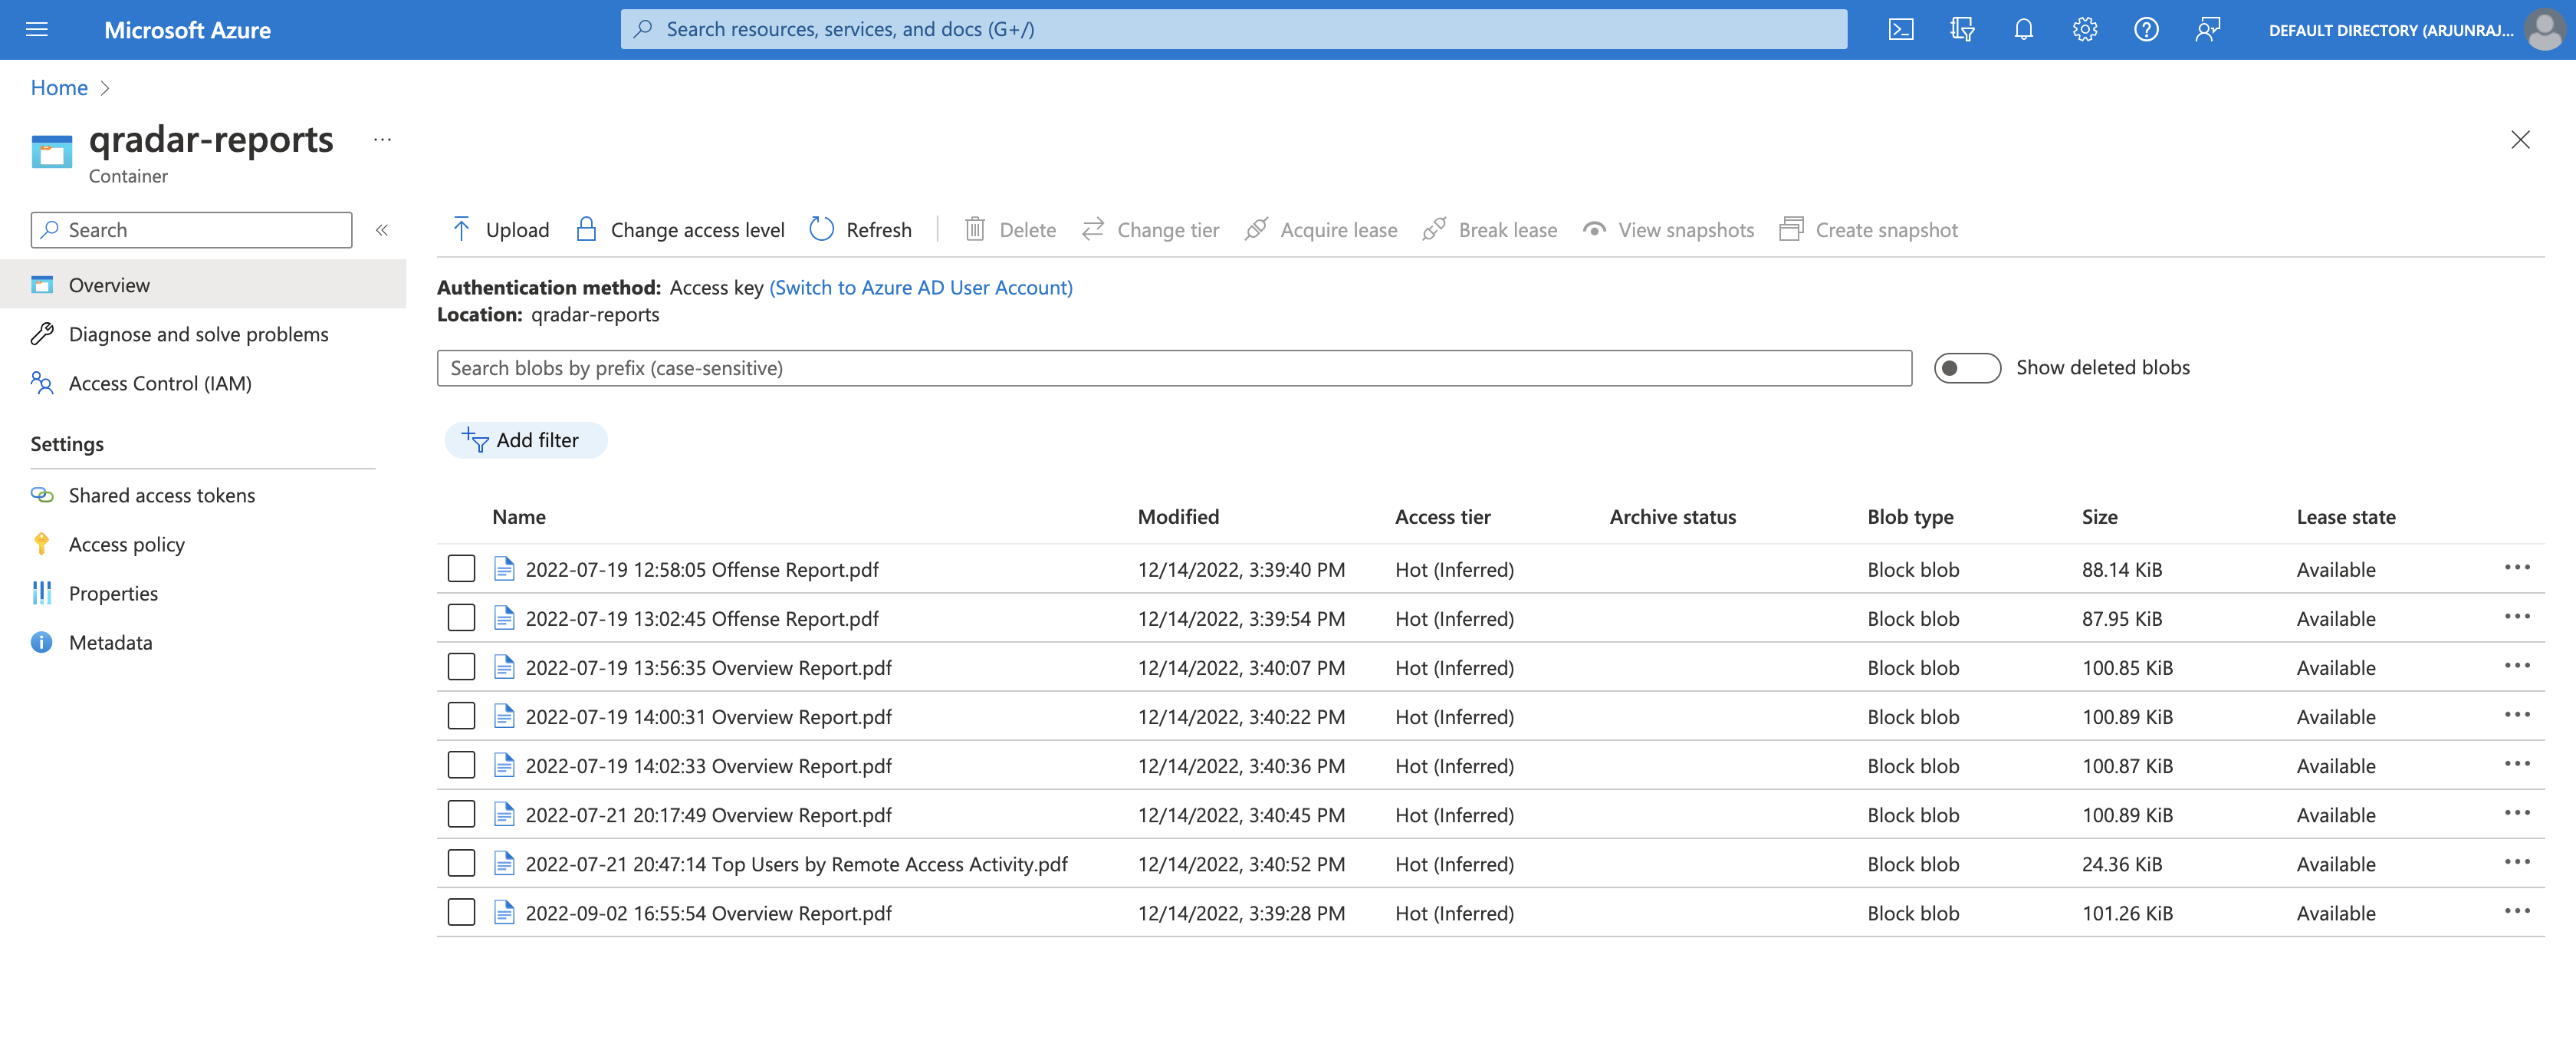 Microsoft Azure
Search resources, services, and docs (G+/)
DEFAULT DIRECTORY (ARJUNRAJ...
Home
qradar-reports
Container
Search
Overview
Diagnose and solve problems
Access Control (IAM)
Settings
Shared access tokens
Access policy
Properties
Metadata
Upload Change access level Refresh Delete Change tier Acquire lease Break lease View snapshots Create snapshot
Authentication method: Access key (Switch to Azure AD User Account)
Location: qradar-reports
Search blobs by prefix (case-sensitive)
Show deleted blobs
Add filter
Name Modified Access tier Archive status Blob type Size Lease state
2022-07-19 12:58:05 Offense Report.pdf 12/14/2022, 3:39:40 PM Hot (Inferred) Block blob 88.14 KiB Available
2022-07-19 13:02:45 Offense Report.pdf 12/14/2022, 3:39:54 PM Hot (Inferred) Block blob 87.95 KiB Available
2022-07-19 13:56:35 Overview Report.pdf 12/14/2022, 3:40:07 PM Hot (Inferred) Block blob 100.85 KiB Available
2022-07-19 14:00:31 Overview Report.pdf 12/14/2022, 3:40:22 PM Hot (Inferred) Block blob 100.89 KiB Available
2022-07-19 14:02:33 Overview Report.pdf 12/14/2022, 3:40:36 PM Hot (Inferred) Block blob 100.87 KiB Available
2022-07-21 20:17:49 Overview Report.pdf 12/14/2022, 3:40:45 PM Hot (Inferred) Block blob 100.89 KiB Available
2022-07-21 20:47:14 Top Users by Remote Access Activity.pdf 12/14/2022, 3:40:52 PM Hot (Inferred) Block blob 24.36 KiB Available
2022-09-02 16:55:54 Overview Report.pdf 12/14/2022, 3:39:28 PM Hot (Inferred) Block blob 101.26 KiB Available